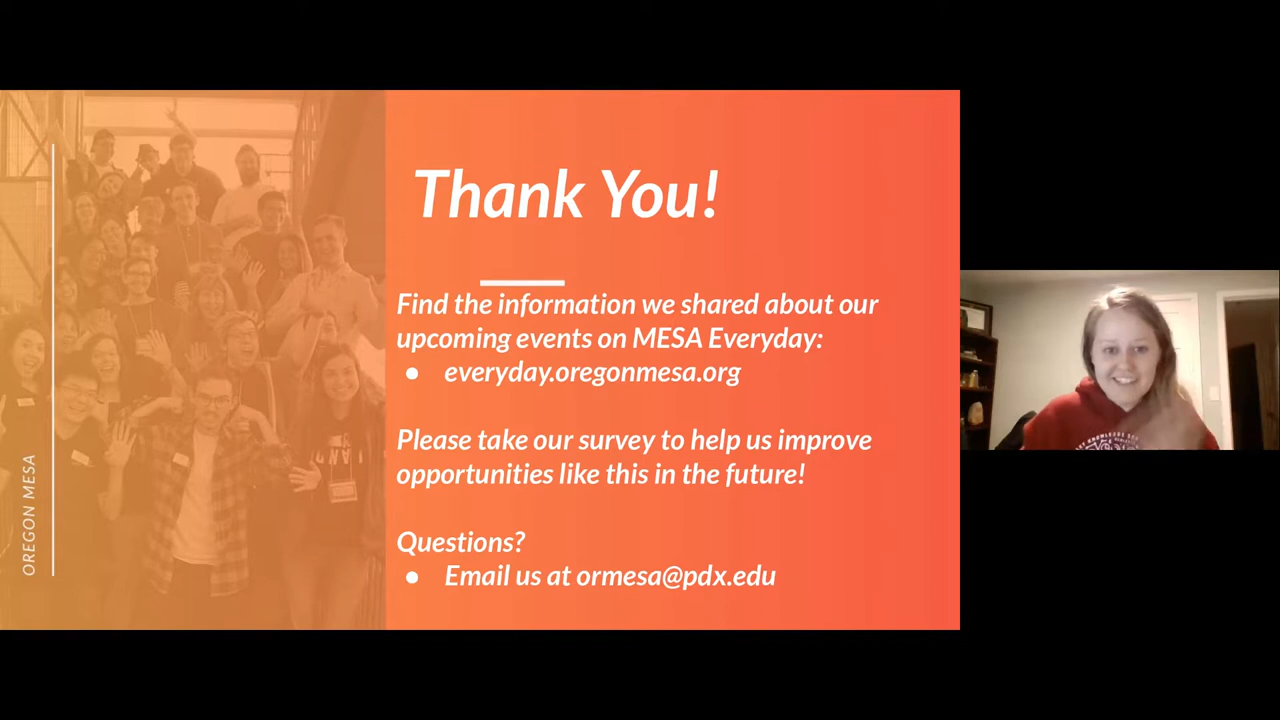 Thank You!
Find the information we shared about our
upcoming events on MESA Everyday:
● everyday.oregonmesa.org
Please take our survey to help us improve
opportunities like this in the future!
Questions?
● Email us at ormesa@pdx.edu
OREGON MESA